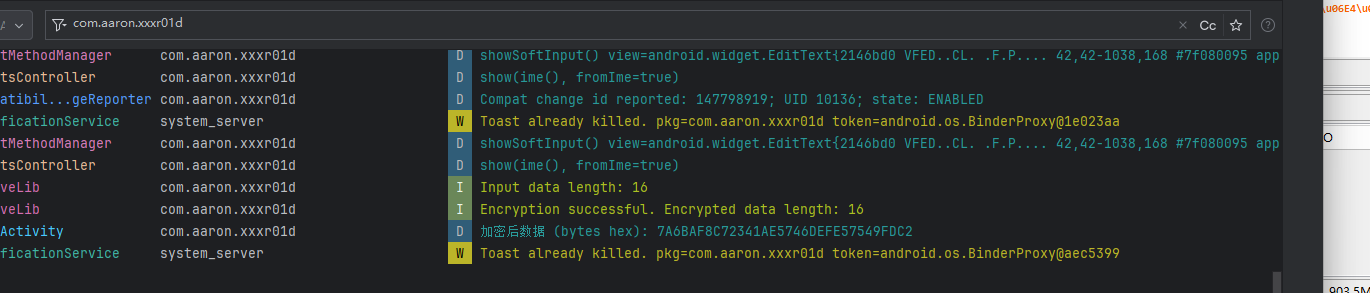 com.aaron.xxxr01d Cc
tMethodManager com.aaron.xxxr01d D showSoftInput() view=android.widget.EditText{2146bd0 VFED..CL. .F.P.... 42,42-1038,168 #7f080095 app
tsController com.aaron.xxxr01d D show(ime(), fromIme=true)
atibil...geReporter com.aaron.xxxr01d D Compat change id reported: 147798919; UID 10136; state: ENABLED
ficationService system_server W Toast already killed. pkg=com.aaron.xxxr01d token=android.os.BinderProxy@1e023aa
tMethodManager com.aaron.xxxr01d D showSoftInput() view=android.widget.EditText{2146bd0 VFED..CL. .F.P.... 42,42-1038,168 #7f080095 app
tsController com.aaron.xxxr01d D show(ime(), fromIme=true)
veLib com.aaron.xxxr01d I Input data length: 16
veLib com.aaron.xxxr01d I Encryption successful. Encrypted data length: 16
Activity com.aaron.xxxr01d D 加密后数据 (bytes hex): 7A6BAF8C72341AE5746DEFE57549FDC2
ficationService system_server W Toast already killed. pkg=com.aaron.xxxr01d token=android.os.BinderProxy@aec5399
\u06E4\u0
O
903.5M